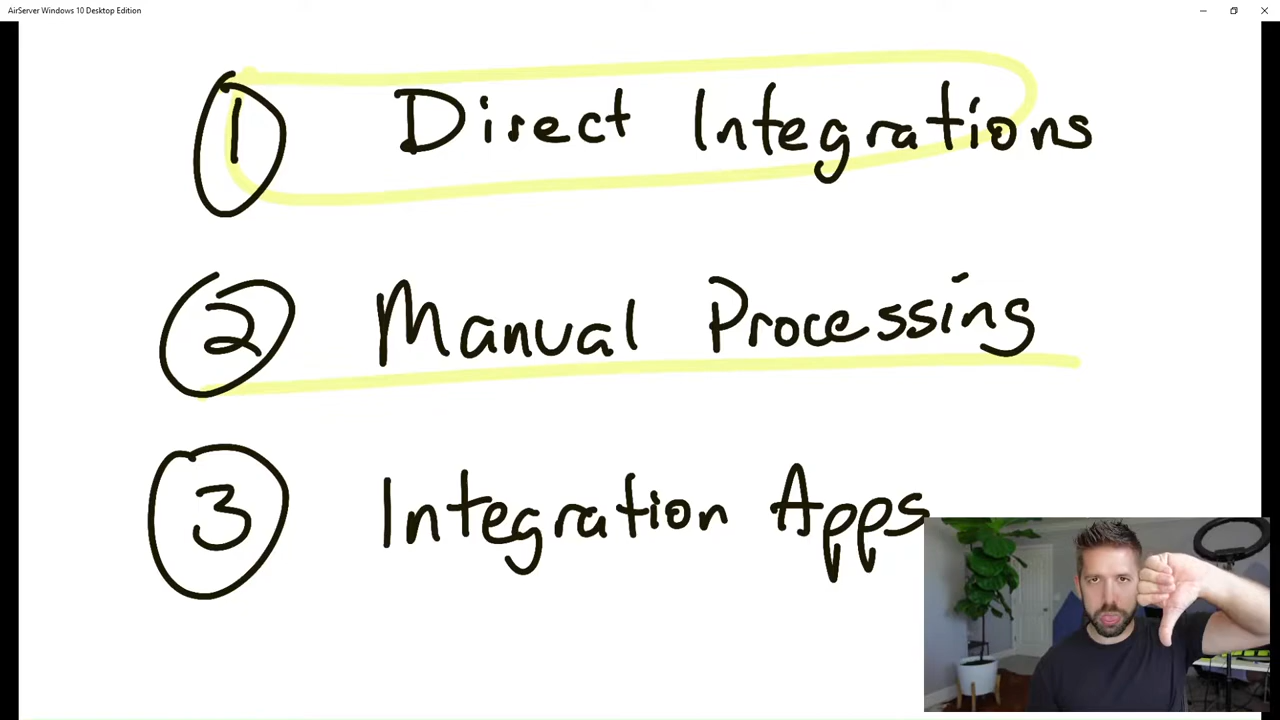 AirServer Windows 10 Desktop Edition
1 Direct Integrations
2 Manual Processing
3 Integration Apps